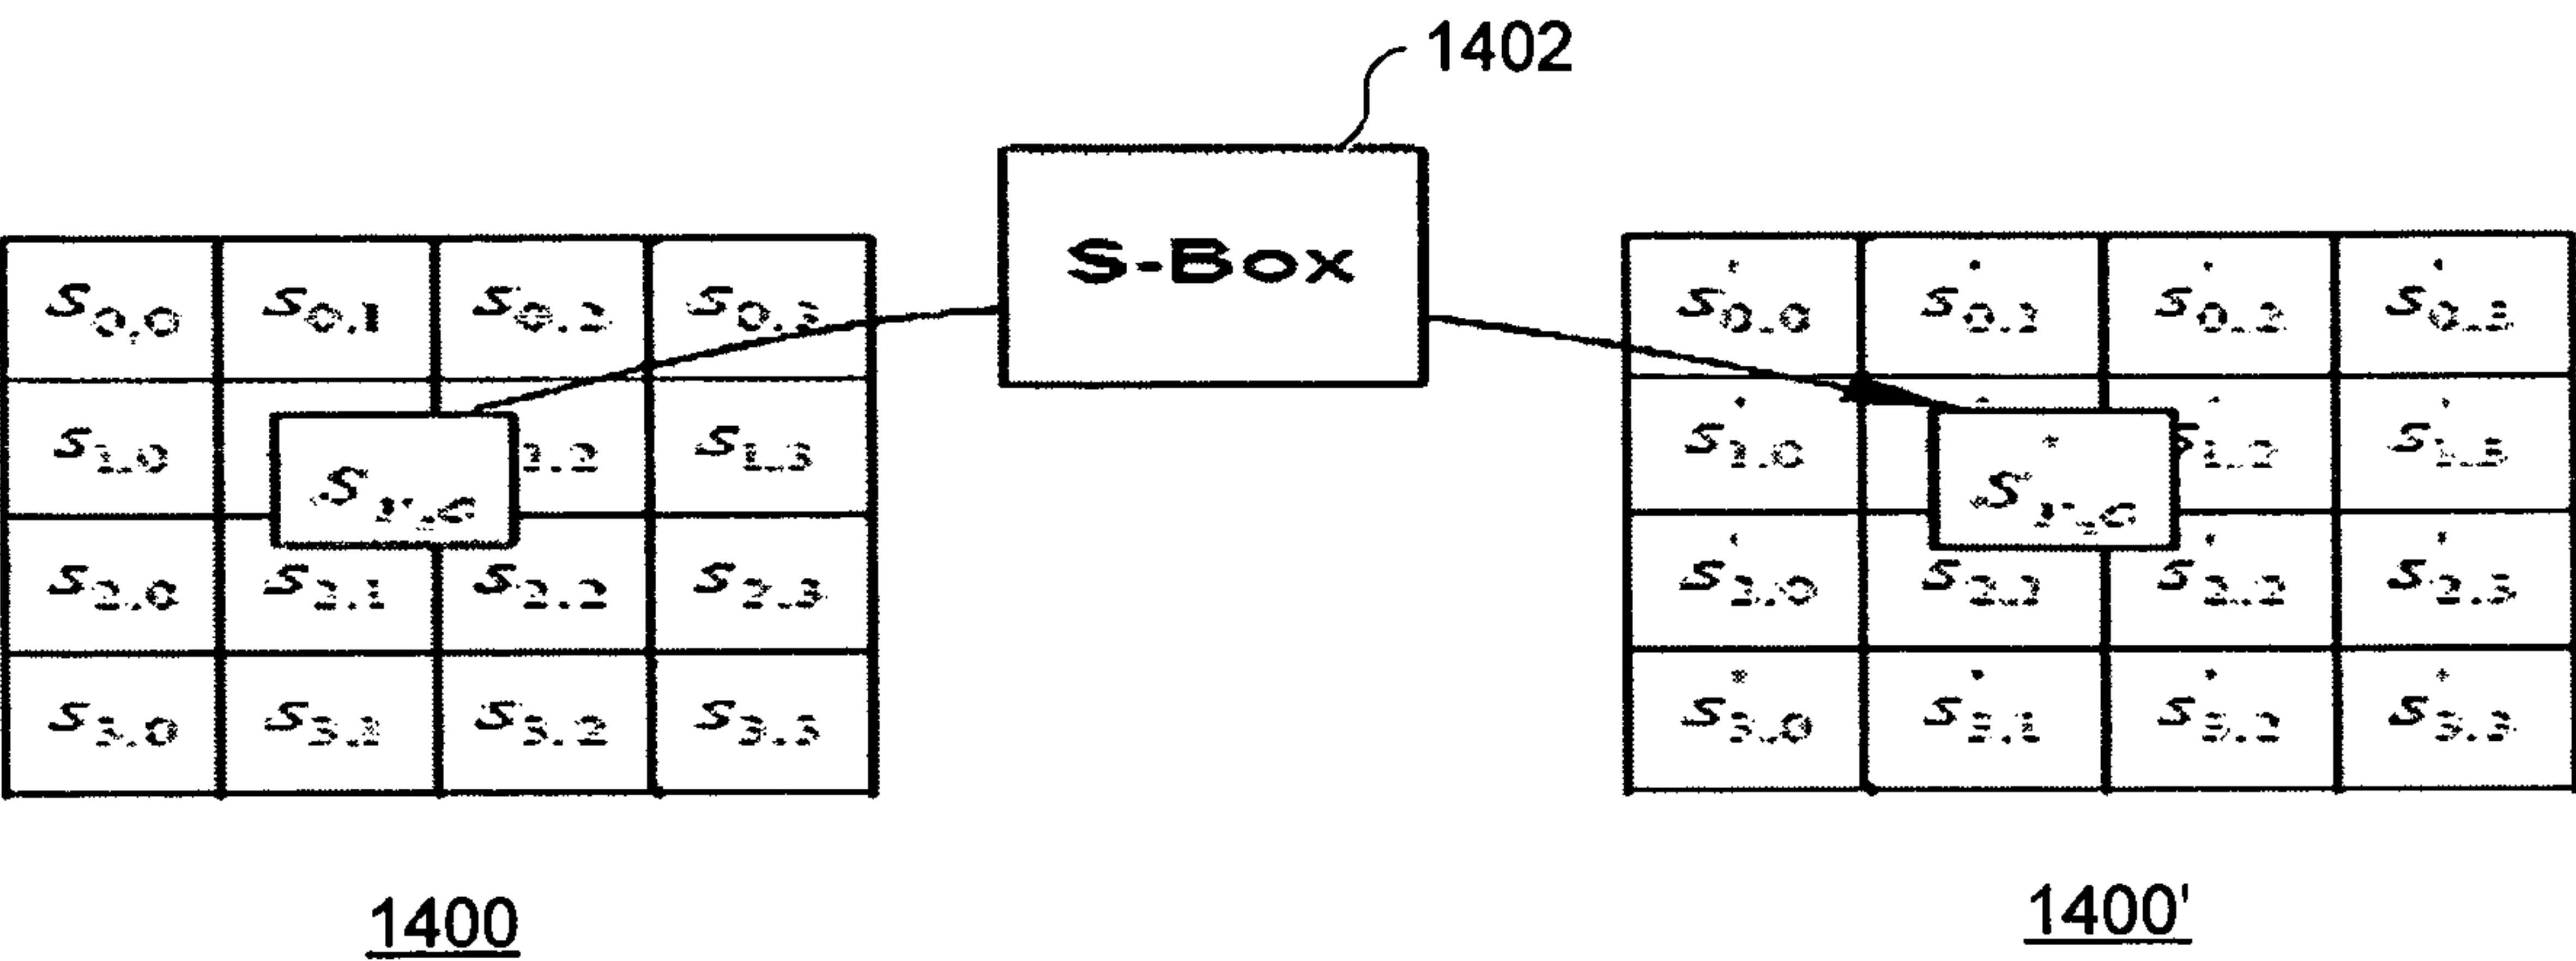 1402
S-Box
S0,0 S0.1 S0.2 S0.3
S1.0 1.2 S1.3
Sr,c
S2.0 S2.1 S2.2 S2.3
S3.0 S3.1 S3.2 S3.3
1400
S'0.0 S'0.1 S'0.2 S'0.3
S'1.0 S'1.2 S'1.3
S'r,c
S'2.0 S'2.1 S'2.2 S'2.3
S'3.0 S'3.1 S'3.2 S'3.3
1400'